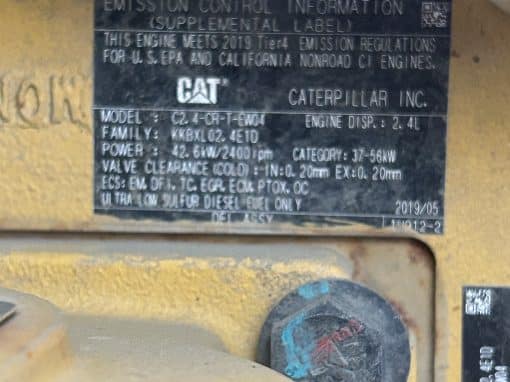 EMISSION CONTROL INFORMATION
(SUPPLEMENTAL LABEL)
THIS ENGINE MEETS 2019 Tier4 EMISSION REGULATIONS
FOR U.S.EPA AND CALIFORNIA NONROAD CI ENGINES.
CAT CATERPILLAR INC.
MODEL : C2.4-CR-T-EW04 ENGINE DISP.: 2.4L
FAMILY: KKBXL02.4E1D
POWER : 42.6kW/2400rpm CATEGORY: 37-56kW
VALVE CLEARANCE(COLD) :IN:0.20mm EX:0.20mm
ECS: EM, DFI, TC, EGR, ECM, PTOX, OC
ULTRA LOW SULFUR DIESEL FUEL ONLY 2019/05
.4E1D